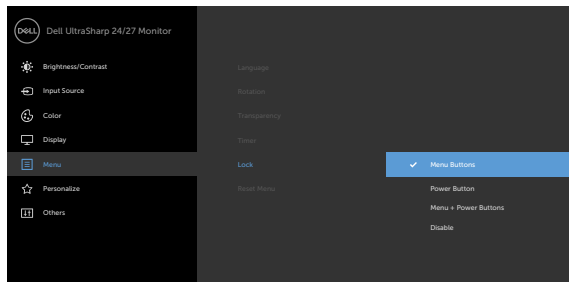 DELL
Dell UltraSharp 24/27 Monitor
Brightness/Contrast
Input Source
Color
Display
Menu
Personalize
Others
Language
Rotation
Transparency
Timer
Lock
Reset Menu
Menu Buttons
Power Button
Menu + Power Buttons
Disable